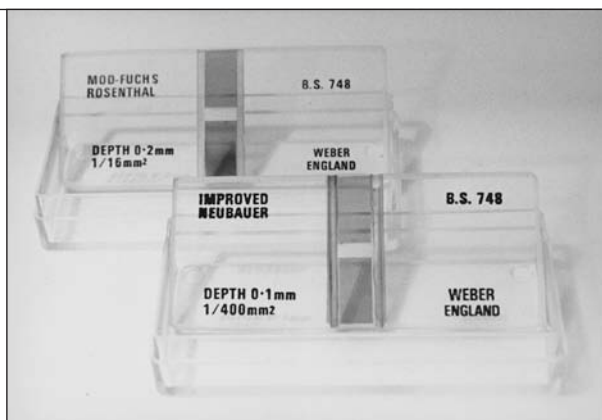 MOD-FUCHS
ROSENTHAL
B.S. 748
DEPTH 0·2mm
1/16mm²
WEBER
ENGLAND
IMPROVED
NEUBAUER
B.S. 748
DEPTH 0·1mm
1/400mm2
WEBER
ENGLAND